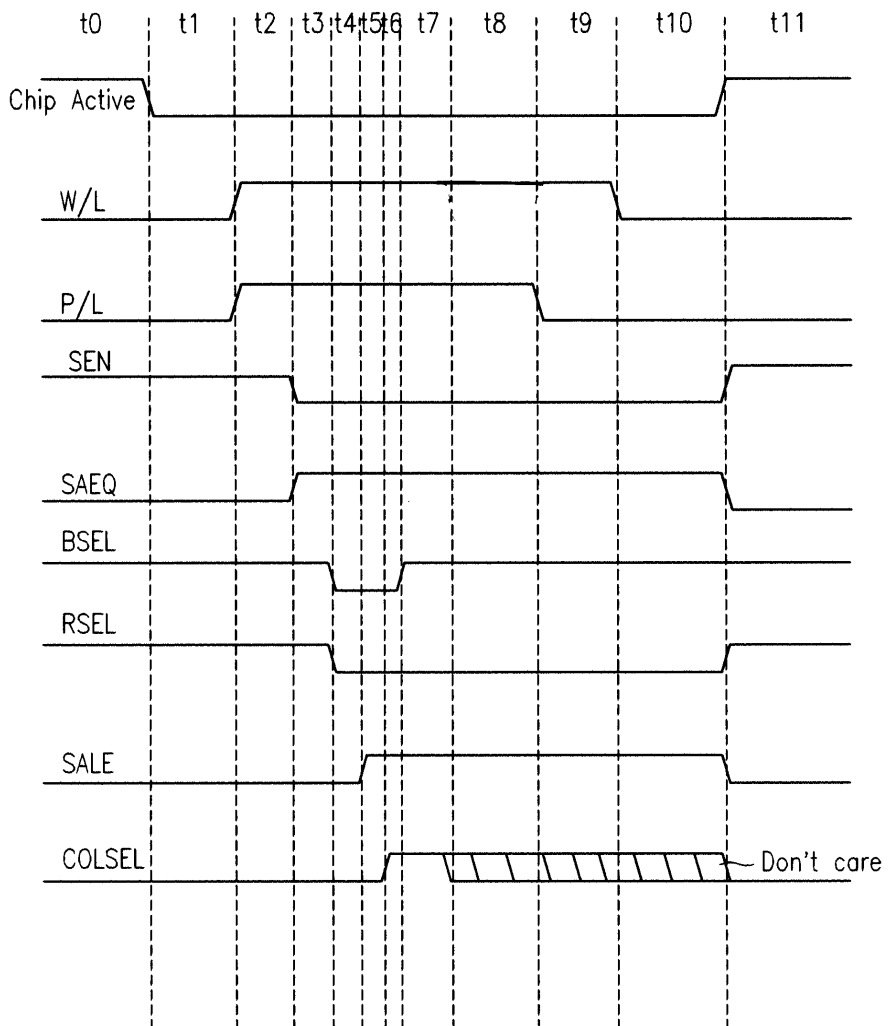 t0 t1 t2 t3 t4 t5 t6 t7 t8 t9 t10 t11
Chip Active
W/L
P/L
SEN
SAEQ
BSEL
RSEL
SALE
COLSEL
Don't care